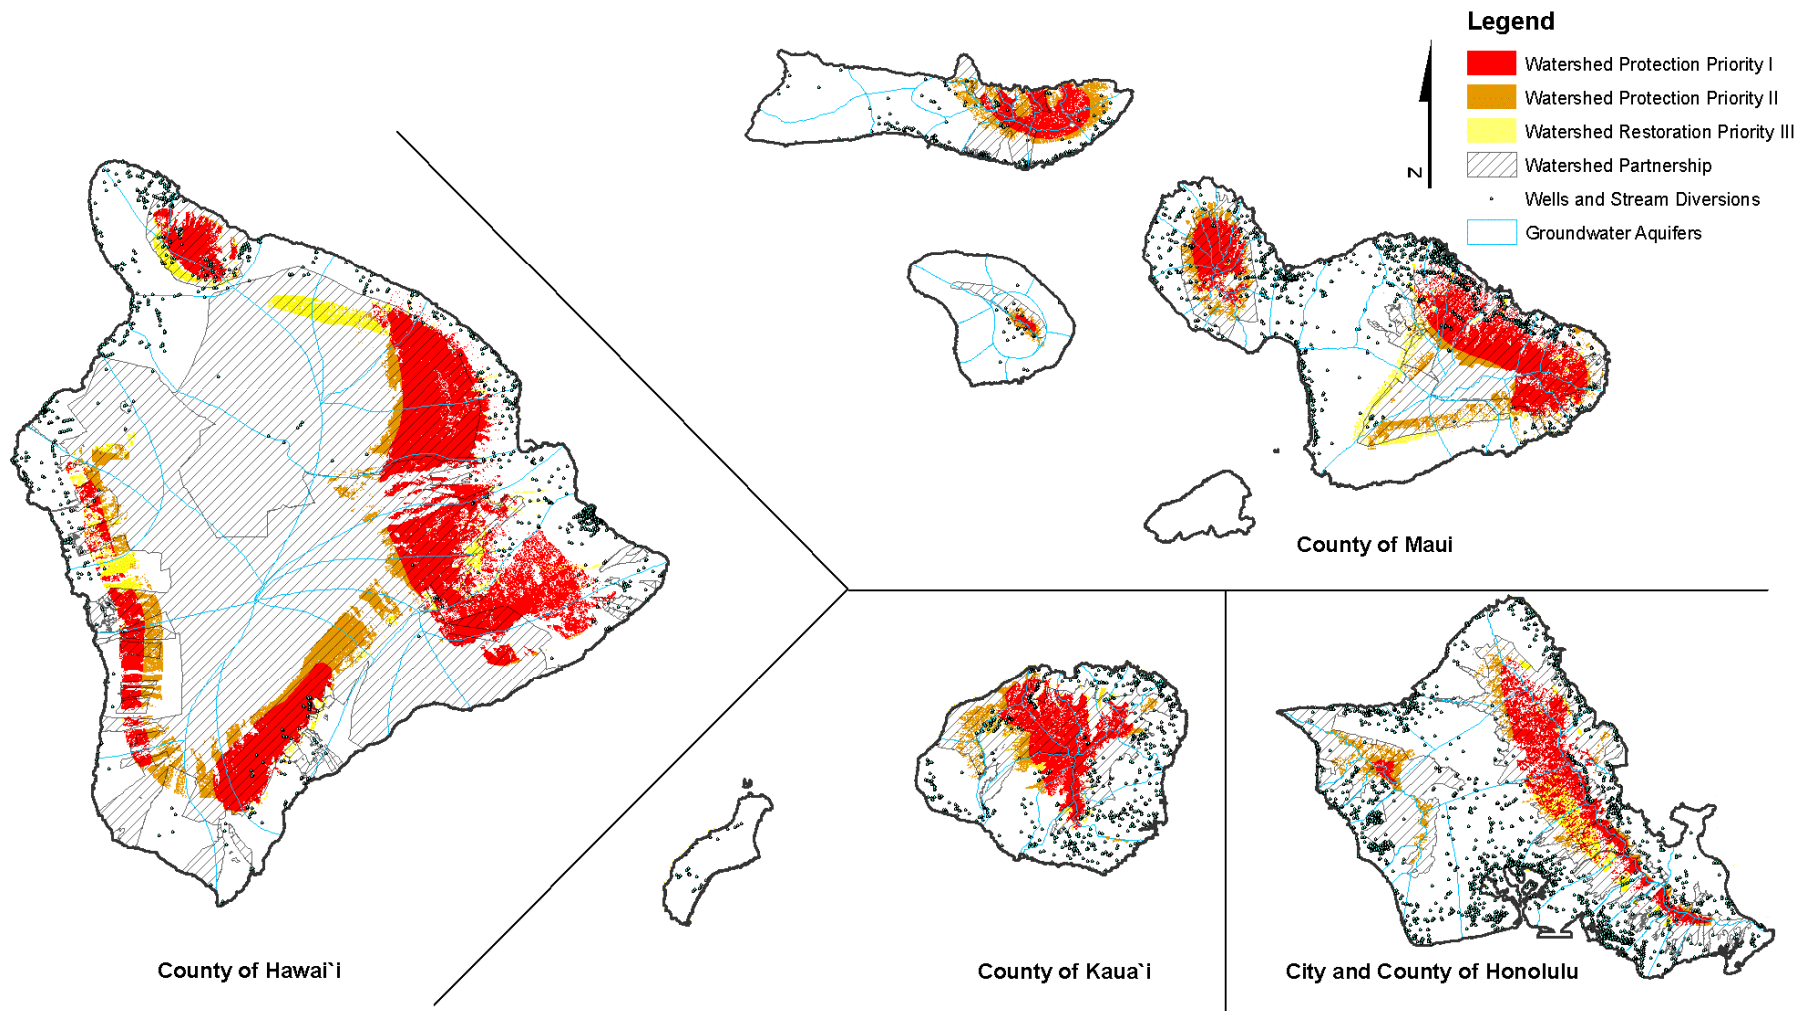 Legend
Watershed Protection Priority I
Watershed Protection Priority II
Watershed Restoration Priority III
Watershed Partnership
Wells and Stream Diversions
Groundwater Aquifers
N
County of Maui
County of Hawai`i
County of Kaua`i
City and County of Honolulu